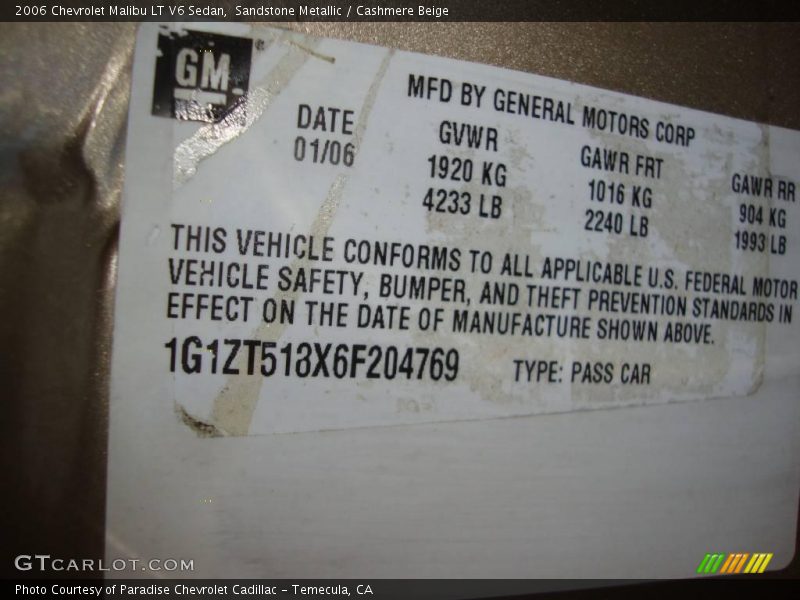 2006 Chevrolet Malibu LT V6 Sedan, Sandstone Metallic / Cashmere Beige
GM
®
MFD BY GENERAL MOTORS CORP
DATE GVWR GAWR FRT GAWR RR
01/06 1920 KG 1016 KG 904 KG
4233 LB 2240 LB 1993 LB
THIS VEHICLE CONFORMS TO ALL APPLICABLE U.S. FEDERAL MOTOR
VEHICLE SAFETY, BUMPER, AND THEFT PREVENTION STANDARDS IN
EFFECT ON THE DATE OF MANUFACTURE SHOWN ABOVE.
1G1ZT518X6F204769 TYPE: PASS CAR
GTCARLOT.COM
Photo Courtesy of Paradise Chevrolet Cadillac – Temecula, CA